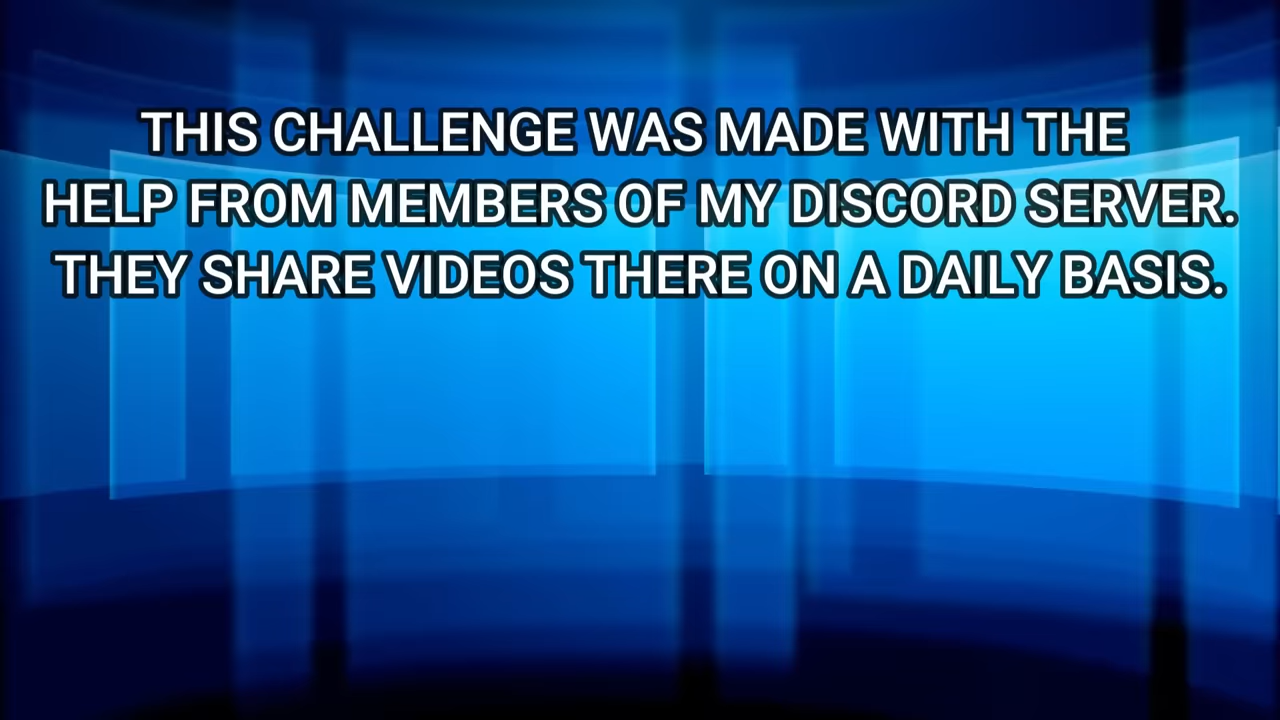 THIS CHALLENGE WAS MADE WITH THE
HELP FROM MEMBERS OF MY DISCORD SERVER.
THEY SHARE VIDEOS THERE ON A DAILY BASIS.